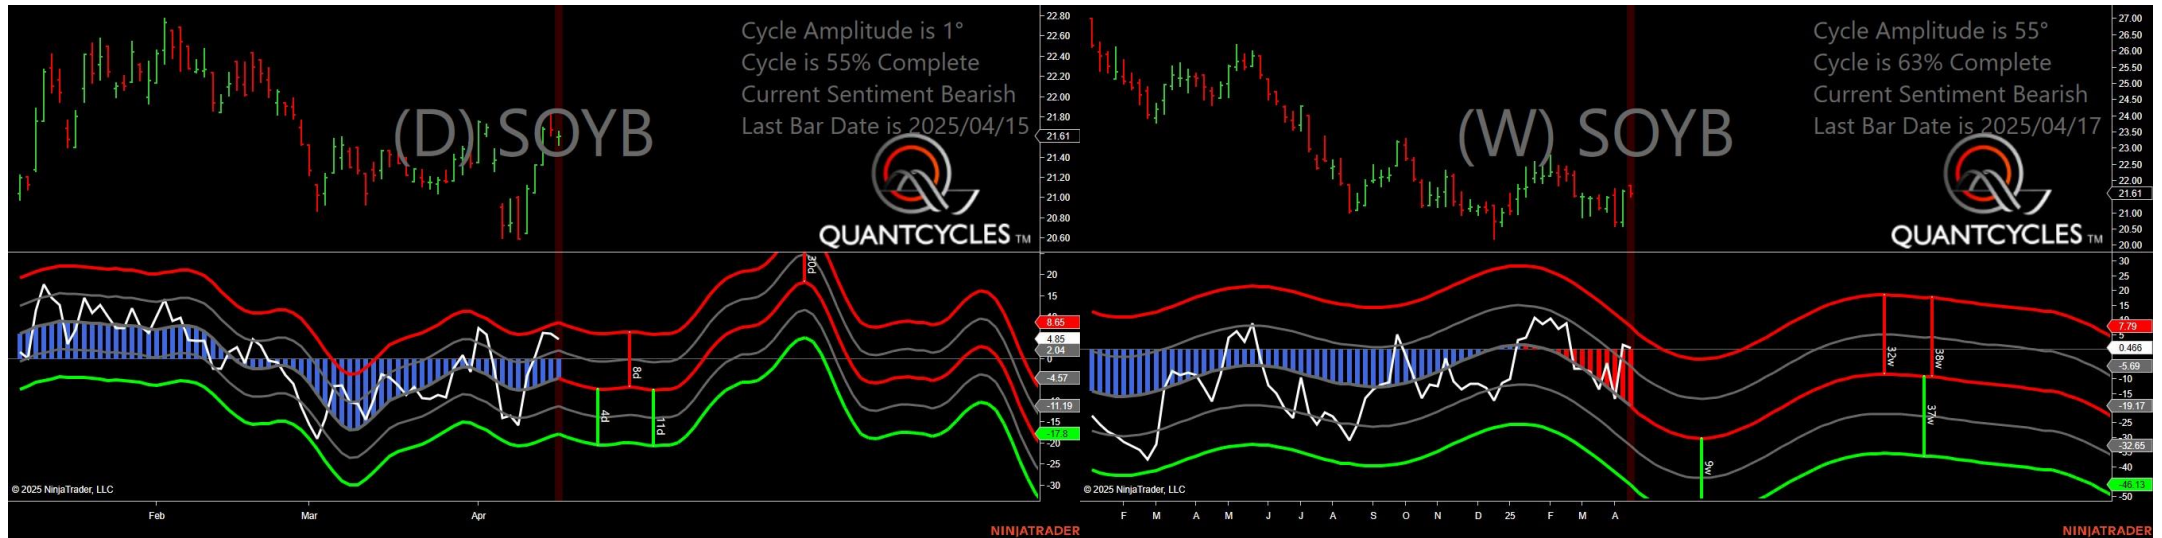 Cycle Amplitude is 1°
Cycle is 55% Complete
Current Sentiment Bearish
Last Bar Date is 2025/04/15
(D) SOYB
QUANTCYCLES TM
22.80
22.60
22.40
22.20
22.00
21.80
21.61
21.40
21.20
21.00
20.80
20.60
30d
8d
4d
11d
20
15
8.65
4.85
2.04
0
-4.57
-11.19
-17.8
-20
-25
-30
© 2025 NinjaTrader, LLC
Feb
Mar
Apr
NINJATRADER
Cycle Amplitude is 55°
Cycle is 63% Complete
Current Sentiment Bearish
Last Bar Date is 2025/04/17
(W) SOYB
QUANTCYCLES TM
27.00
26.50
26.00
25.50
25.00
24.50
24.00
23.50
23.00
22.50
22.00
21.61
21.00
20.50
20.00
32w
38w
37w
9w
30
25
20
15
10
7.79
5
0.466
-5.69
-10
-15
-19.17
-25
-30
-32.65
-40
-46.13
-50
© 2025 NinjaTrader, LLC
F M A M J J A S O N D 25 F M A
NINJATRADER